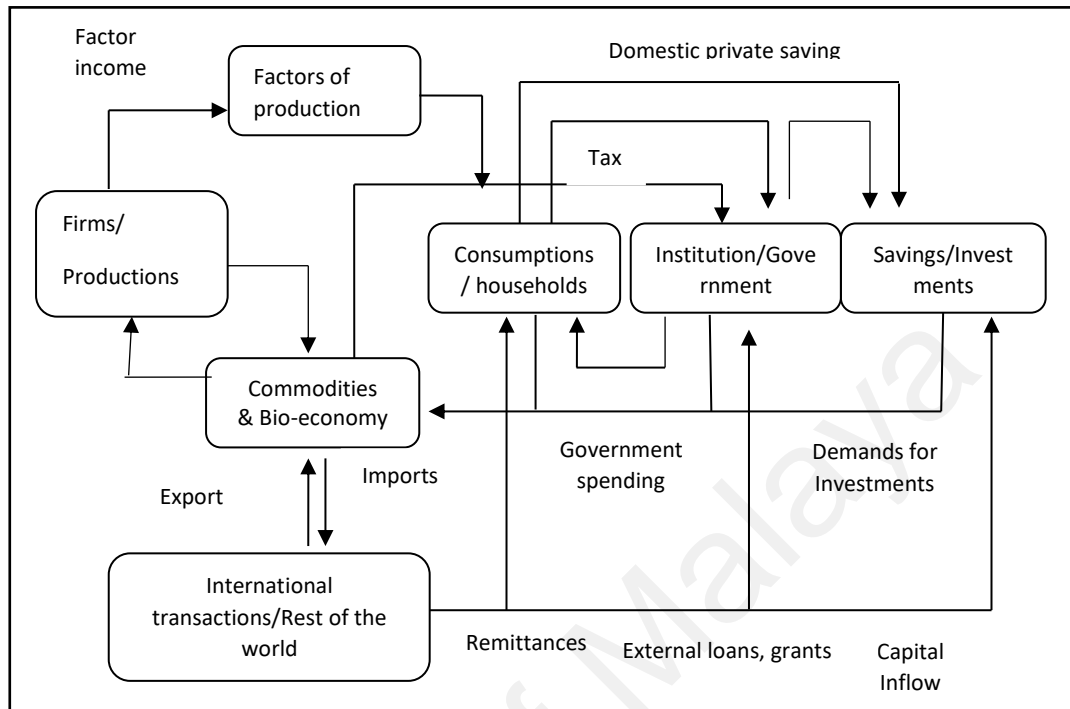 Factor
income
Domestic private saving
Factors of
production
Tax
Firms/
Productions
Consumptions
/ households
Institution/Gove
rnment
Savings/Invest
ments
Commodities
& Bio-economy
Government
spending
Demands for
Investments
Imports
Export
International
transactions/Rest of the
world
Remittances
External loans, grants
Capital
Inflow
of Malaya